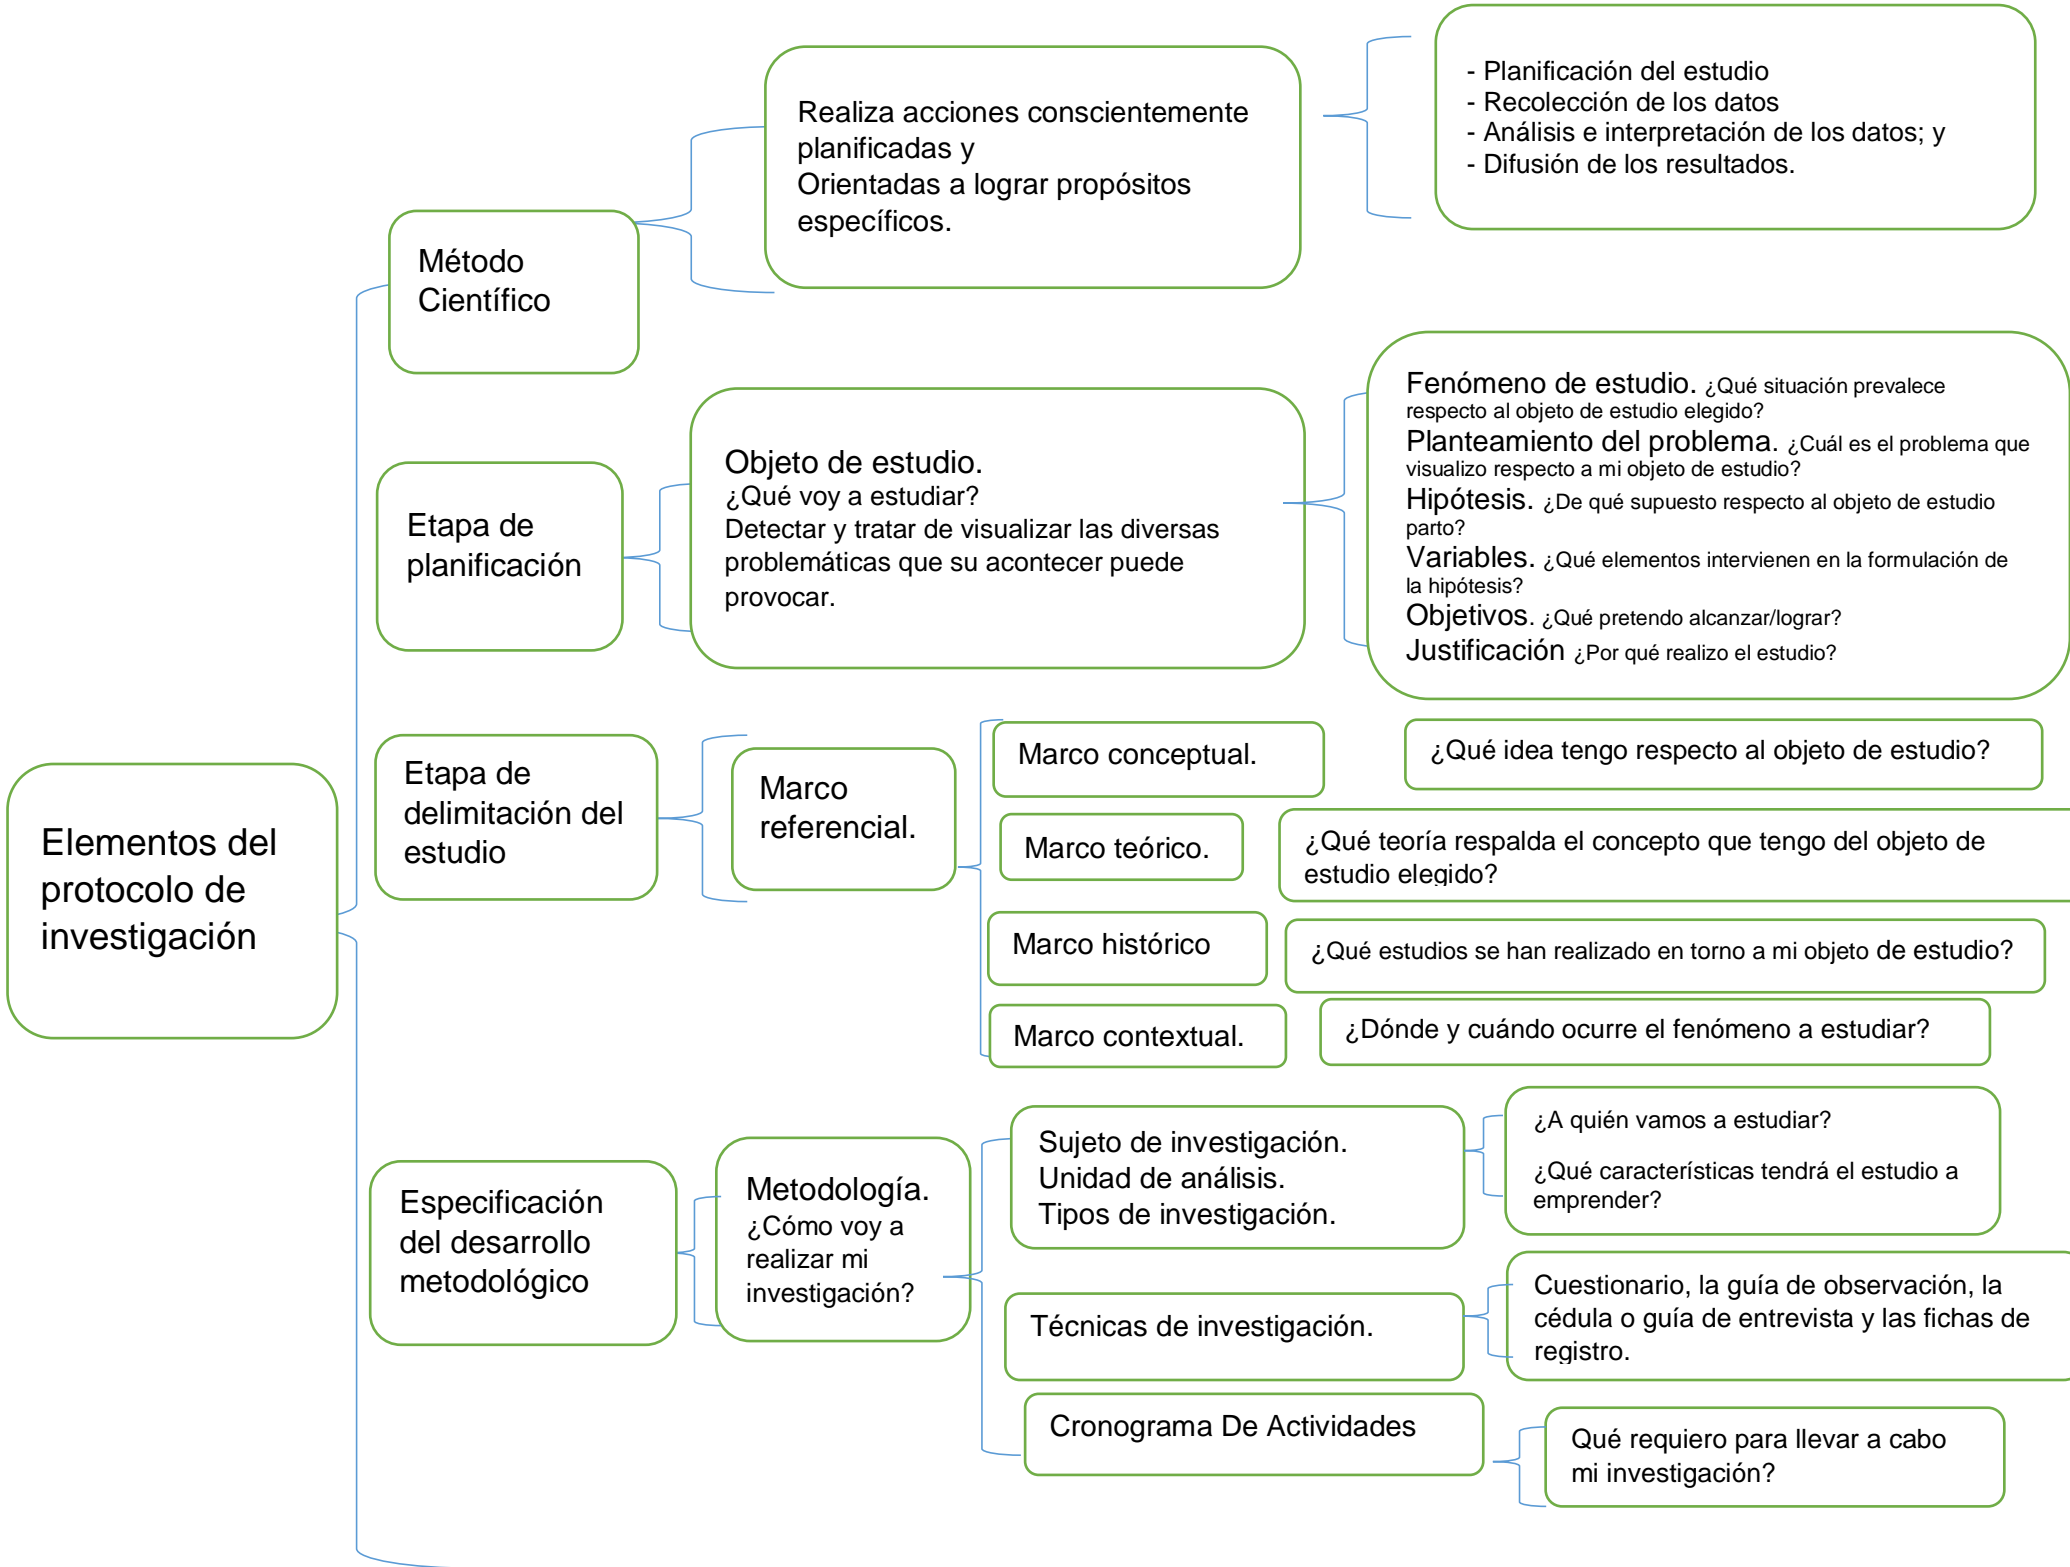 Elementos del
protocolo de
investigación
Método
Científico
Realiza acciones conscientemente
planificadas y
Orientadas a lograr propósitos
específicos.
- Planificación del estudio
- Recolección de los datos
- Análisis e interpretación de los datos; y
- Difusión de los resultados.
Etapa de
planificación
Objeto de estudio.
¿Qué voy a estudiar?
Detectar y tratar de visualizar las diversas
problemáticas que su acontecer puede
provocar.
Fenómeno de estudio. ¿Qué situación prevalece
respecto al objeto de estudio elegido?
Planteamiento del problema. ¿Cuál es el problema que
visualizo respecto a mi objeto de estudio?
Hipótesis. ¿De qué supuesto respecto al objeto de estudio
parto?
Variables. ¿Qué elementos intervienen en la formulación de
la hipótesis?
Objetivos. ¿Qué pretendo alcanzar/lograr?
Justificación ¿Por qué realizo el estudio?
Etapa de
delimitación del
estudio
Marco
referencial.
Marco conceptual.
¿Qué idea tengo respecto al objeto de estudio?
Marco teórico.
¿Qué teoría respalda el concepto que tengo del objeto de
estudio elegido?
Marco histórico
¿Qué estudios se han realizado en torno a mi objeto de estudio?
Marco contextual.
¿Dónde y cuándo ocurre el fenómeno a estudiar?
Especificación
del desarrollo
metodológico
Metodología.
¿Cómo voy a
realizar mi
investigación?
Sujeto de investigación.
Unidad de análisis.
Tipos de investigación.
¿A quién vamos a estudiar?
¿Qué características tendrá el estudio a
emprender?
Técnicas de investigación.
Cuestionario, la guía de observación, la
cédula o guía de entrevista y las fichas de
registro.
Cronograma De Actividades
Qué requiero para llevar a cabo
mi investigación?